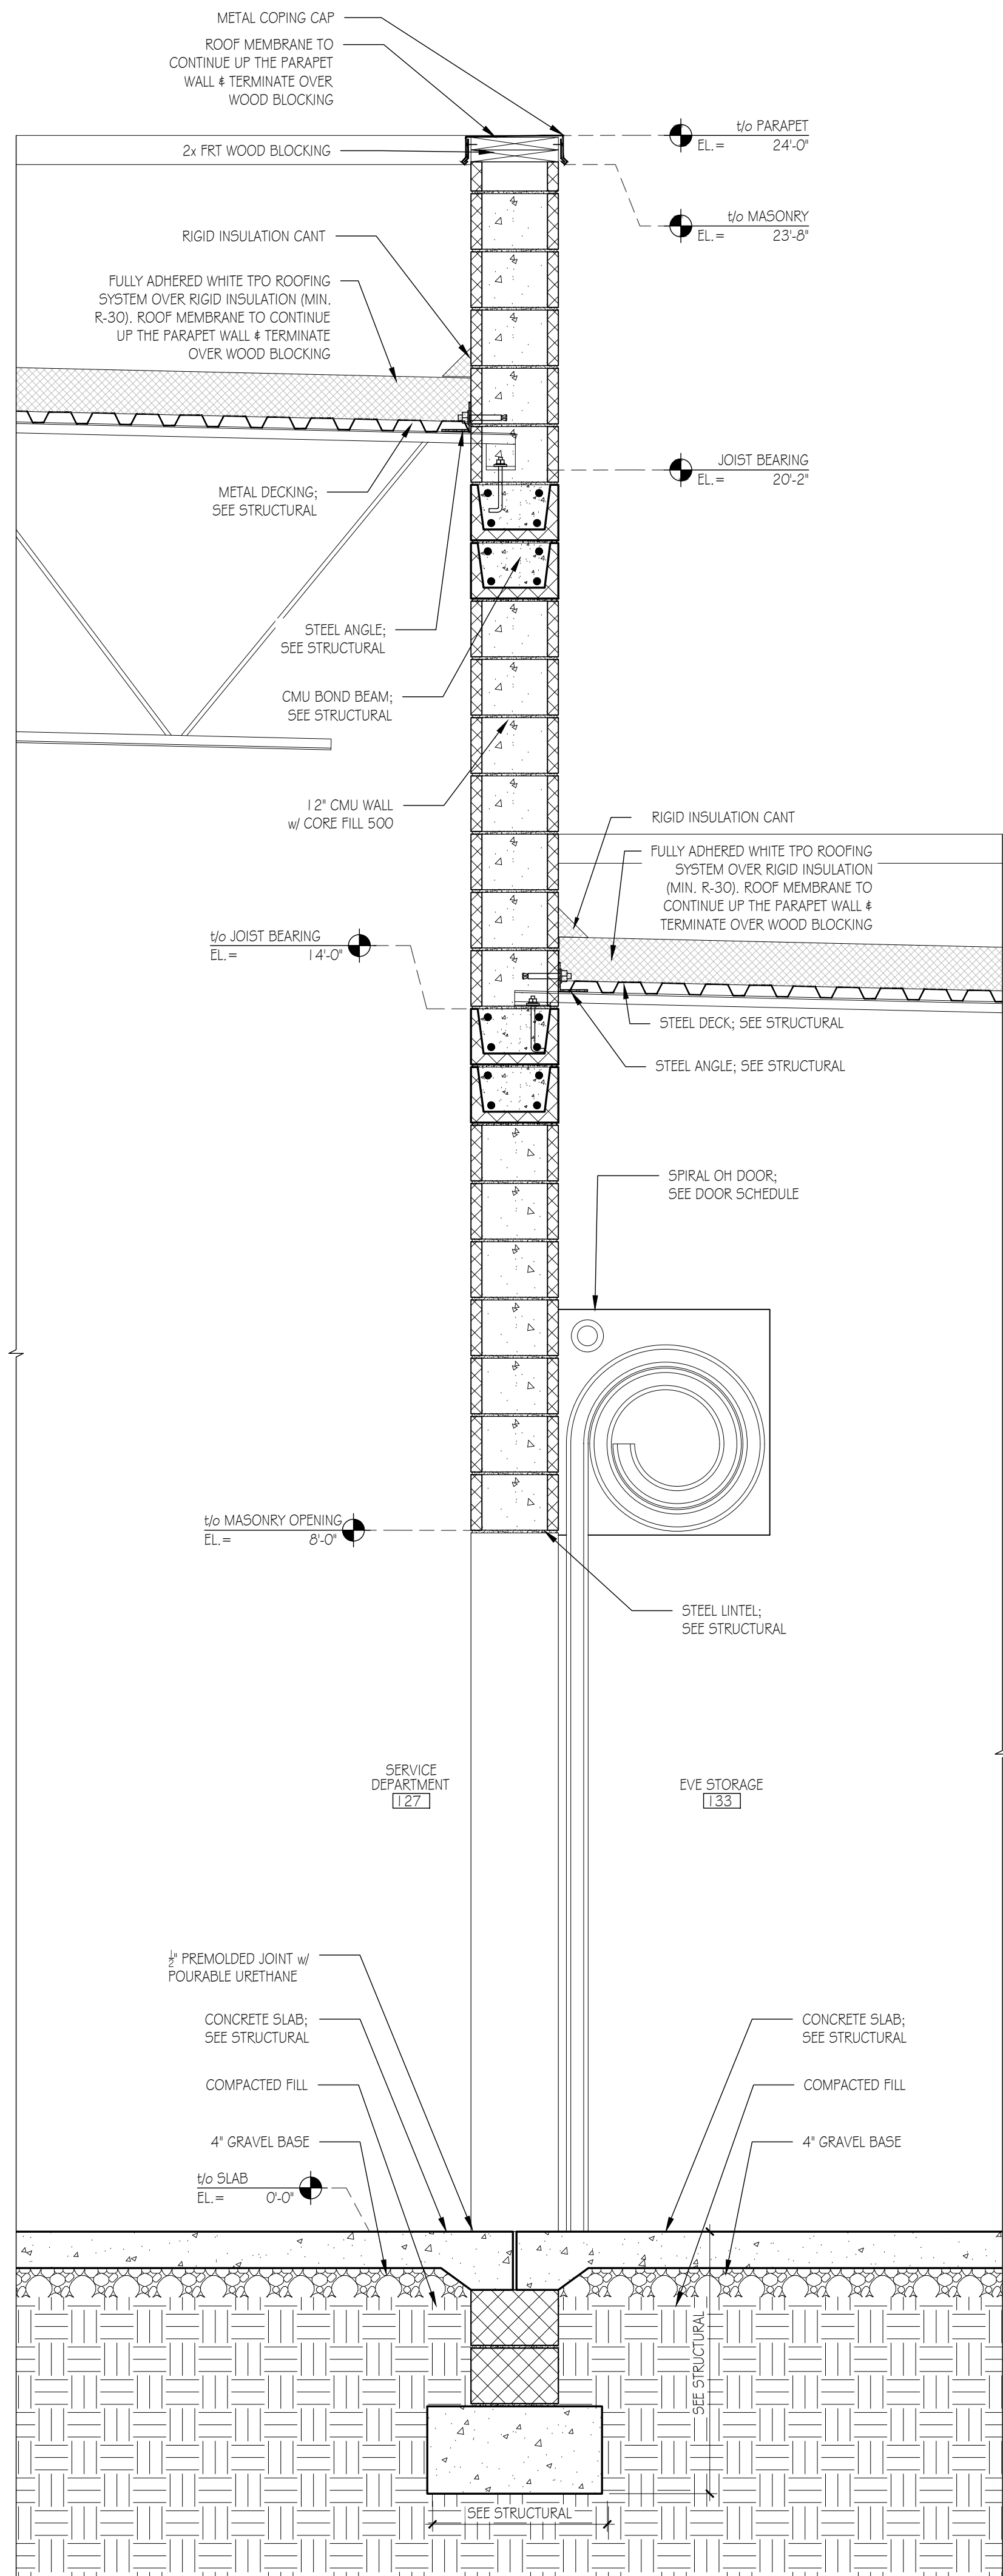 METAL COPING CAP
ROOF MEMBRANE TO
CONTINUE UP THE PARAPET
WALL & TERMINATE OVER
WOOD BLOCKING
t/o PARAPET
EL. = 24'-0"
2x FRT WOOD BLOCKING
t/o MASONRY
EL. = 23'-8"
RIGID INSULATION CANT
FULLY ADHERED WHITE TPO ROOFING
SYSTEM OVER RIGID INSULATION (MIN.
R-30). ROOF MEMBRANE TO CONTINUE
UP THE PARAPET WALL & TERMINATE
OVER WOOD BLOCKING
JOIST BEARING
EL. = 20'-2"
METAL DECKING;
SEE STRUCTURAL
STEEL ANGLE;
SEE STRUCTURAL
CMU BOND BEAM;
SEE STRUCTURAL
12" CMU WALL
w/ CORE FILL 500
RIGID INSULATION CANT
FULLY ADHERED WHITE TPO ROOFING
SYSTEM OVER RIGID INSULATION
(MIN. R-30). ROOF MEMBRANE TO
CONTINUE UP THE PARAPET WALL &
TERMINATE OVER WOOD BLOCKING
t/o JOIST BEARING
EL. = 14'-0"
STEEL DECK; SEE STRUCTURAL
STEEL ANGLE; SEE STRUCTURAL
SPIRAL OH DOOR;
SEE DOOR SCHEDULE
t/o MASONRY OPENING
EL. = 8'-0"
STEEL LINTEL;
SEE STRUCTURAL
SERVICE
DEPARTMENT
127
EVE STORAGE
133
½" PREMOLDED JOINT w/
POURABLE URETHANE
CONCRETE SLAB;
SEE STRUCTURAL
COMPACTED FILL
4" GRAVEL BASE
CONCRETE SLAB;
SEE STRUCTURAL
COMPACTED FILL
4" GRAVEL BASE
t/o SLAB
EL. = 0'-0"
SEE STRUCTURAL
SEE STRUCTURAL